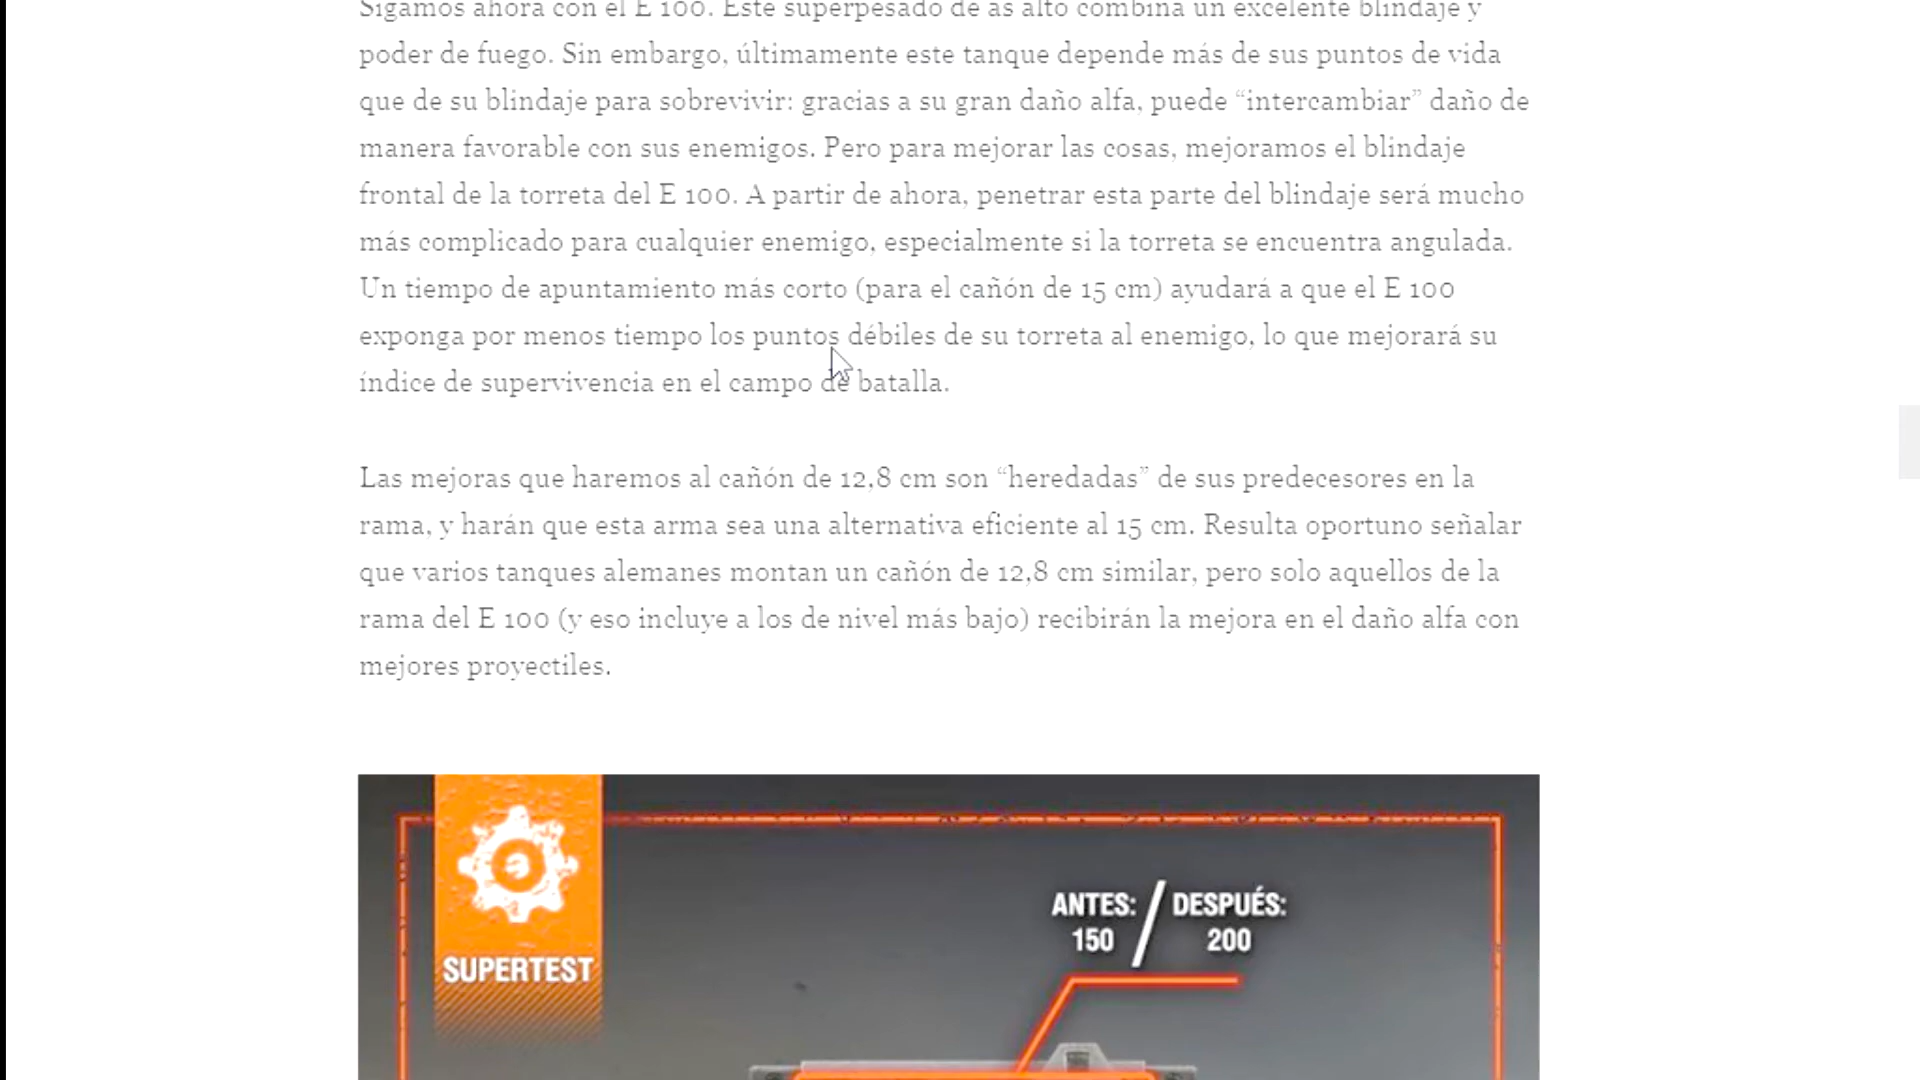 Sigamos ahora con el E 100. Este superpesado de as alto combina un excelente blindaje y
poder de fuego. Sin embargo, últimamente este tanque depende más de sus puntos de vida
que de su blindaje para sobrevivir: gracias a su gran daño alfa, puede “intercambiar” daño de
manera favorable con sus enemigos. Pero para mejorar las cosas, mejoramos el blindaje
frontal de la torreta del E 100. A partir de ahora, penetrar esta parte del blindaje será mucho
más complicado para cualquier enemigo, especialmente si la torreta se encuentra angulada.
Un tiempo de apuntamiento más corto (para el cañón de 15 cm) ayudará a que el E 100
exponga por menos tiempo los puntos débiles de su torreta al enemigo, lo que mejorará su
índice de supervivencia en el campo de batalla.
Las mejoras que haremos al cañón de 12,8 cm son “heredadas” de sus predecesores en la
rama, y harán que esta arma sea una alternativa eficiente al 15 cm. Resulta oportuno señalar
que varios tanques alemanes montan un cañón de 12,8 cm similar, pero solo aquellos de la
rama del E 100 (y eso incluye a los de nivel más bajo) recibirán la mejora en el daño alfa con
mejores proyectiles.
ANTES: / DESPUÉS:
150 / 200
SUPERTEST